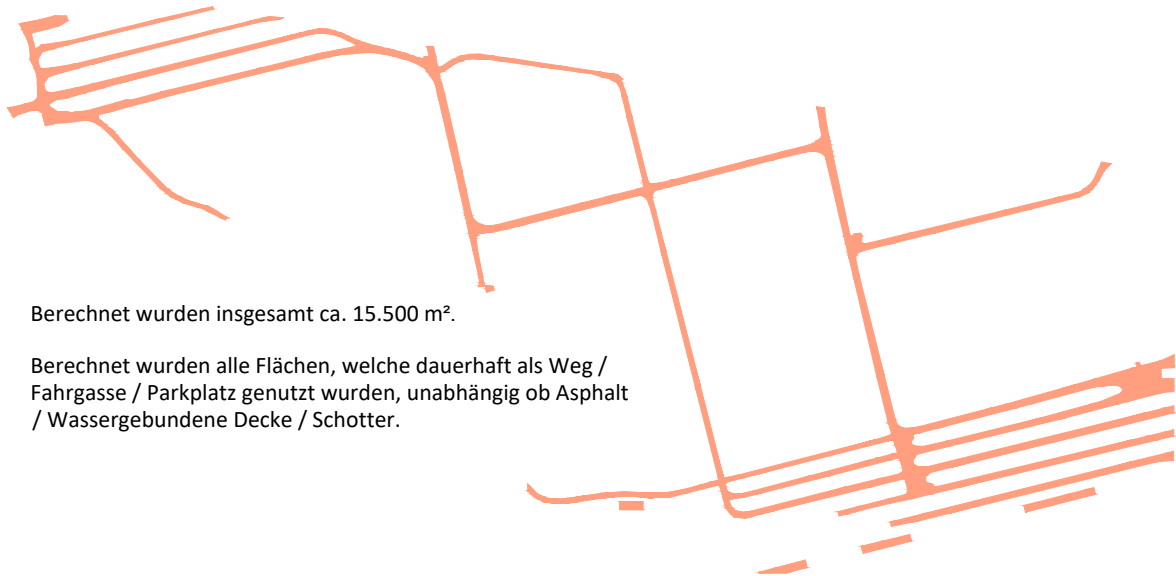 Berechnet wurden insgesamt ca. 15.500 m².
Berechnet wurden alle Flächen, welche dauerhaft als Weg /
Fahrgasse / Parkplatz genutzt wurden, unabhängig ob Asphalt
/ Wassergebundene Decke / Schotter.